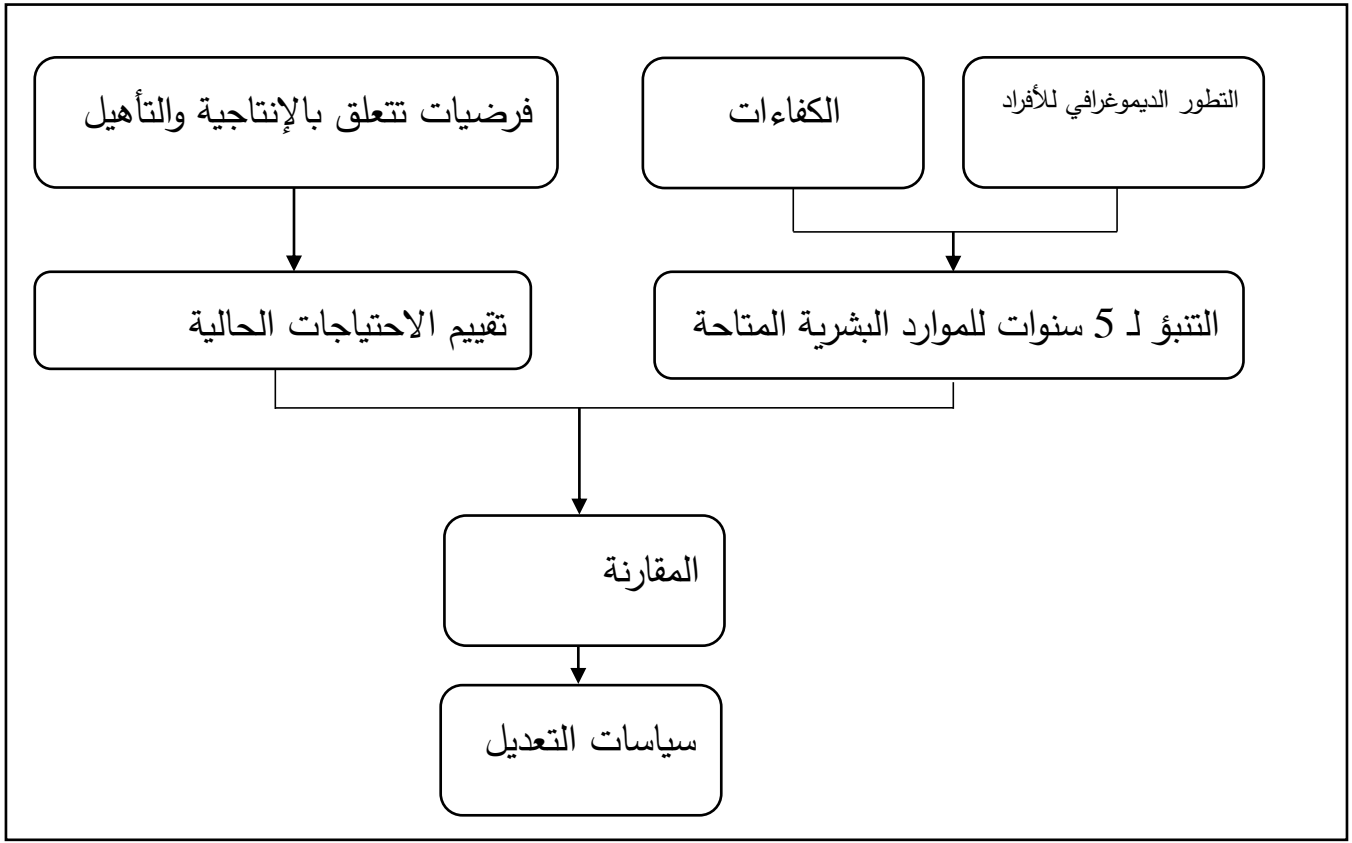 التطور الديموغرافي للأفراد
الكفاءات
فرضيات تتعلق بالإنتاجية والتأهيل
التنبؤ لـ 5 سنوات للموارد البشرية المتاحة
تقييم الاحتياجات الحالية
المقارنة
سياسات التعديل